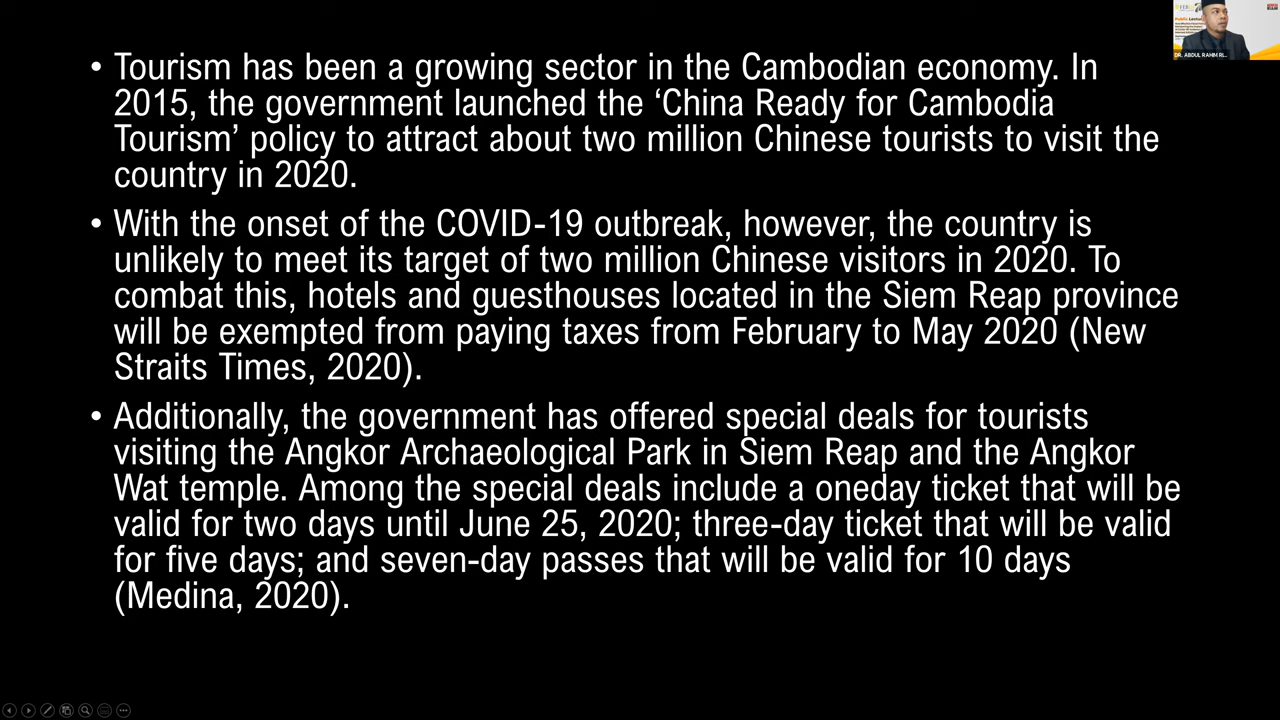 • Tourism has been a growing sector in the Cambodian economy. In
2015, the government launched the ‘China Ready for Cambodia
Tourism’ policy to attract about two million Chinese tourists to visit the
country in 2020.
• With the onset of the COVID-19 outbreak, however, the country is
unlikely to meet its target of two million Chinese visitors in 2020. To
combat this, hotels and guesthouses located in the Siem Reap province
will be exempted from paying taxes from February to May 2020 (New
Straits Times, 2020).
• Additionally, the government has offered special deals for tourists
visiting the Angkor Archaeological Park in Siem Reap and the Angkor
Wat temple. Among the special deals include a oneday ticket that will be
valid for two days until June 25, 2020; three-day ticket that will be valid
for five days; and seven-day passes that will be valid for 10 days
(Medina, 2020).
Public Lectu
DR. ABDUL RAHIM RI...